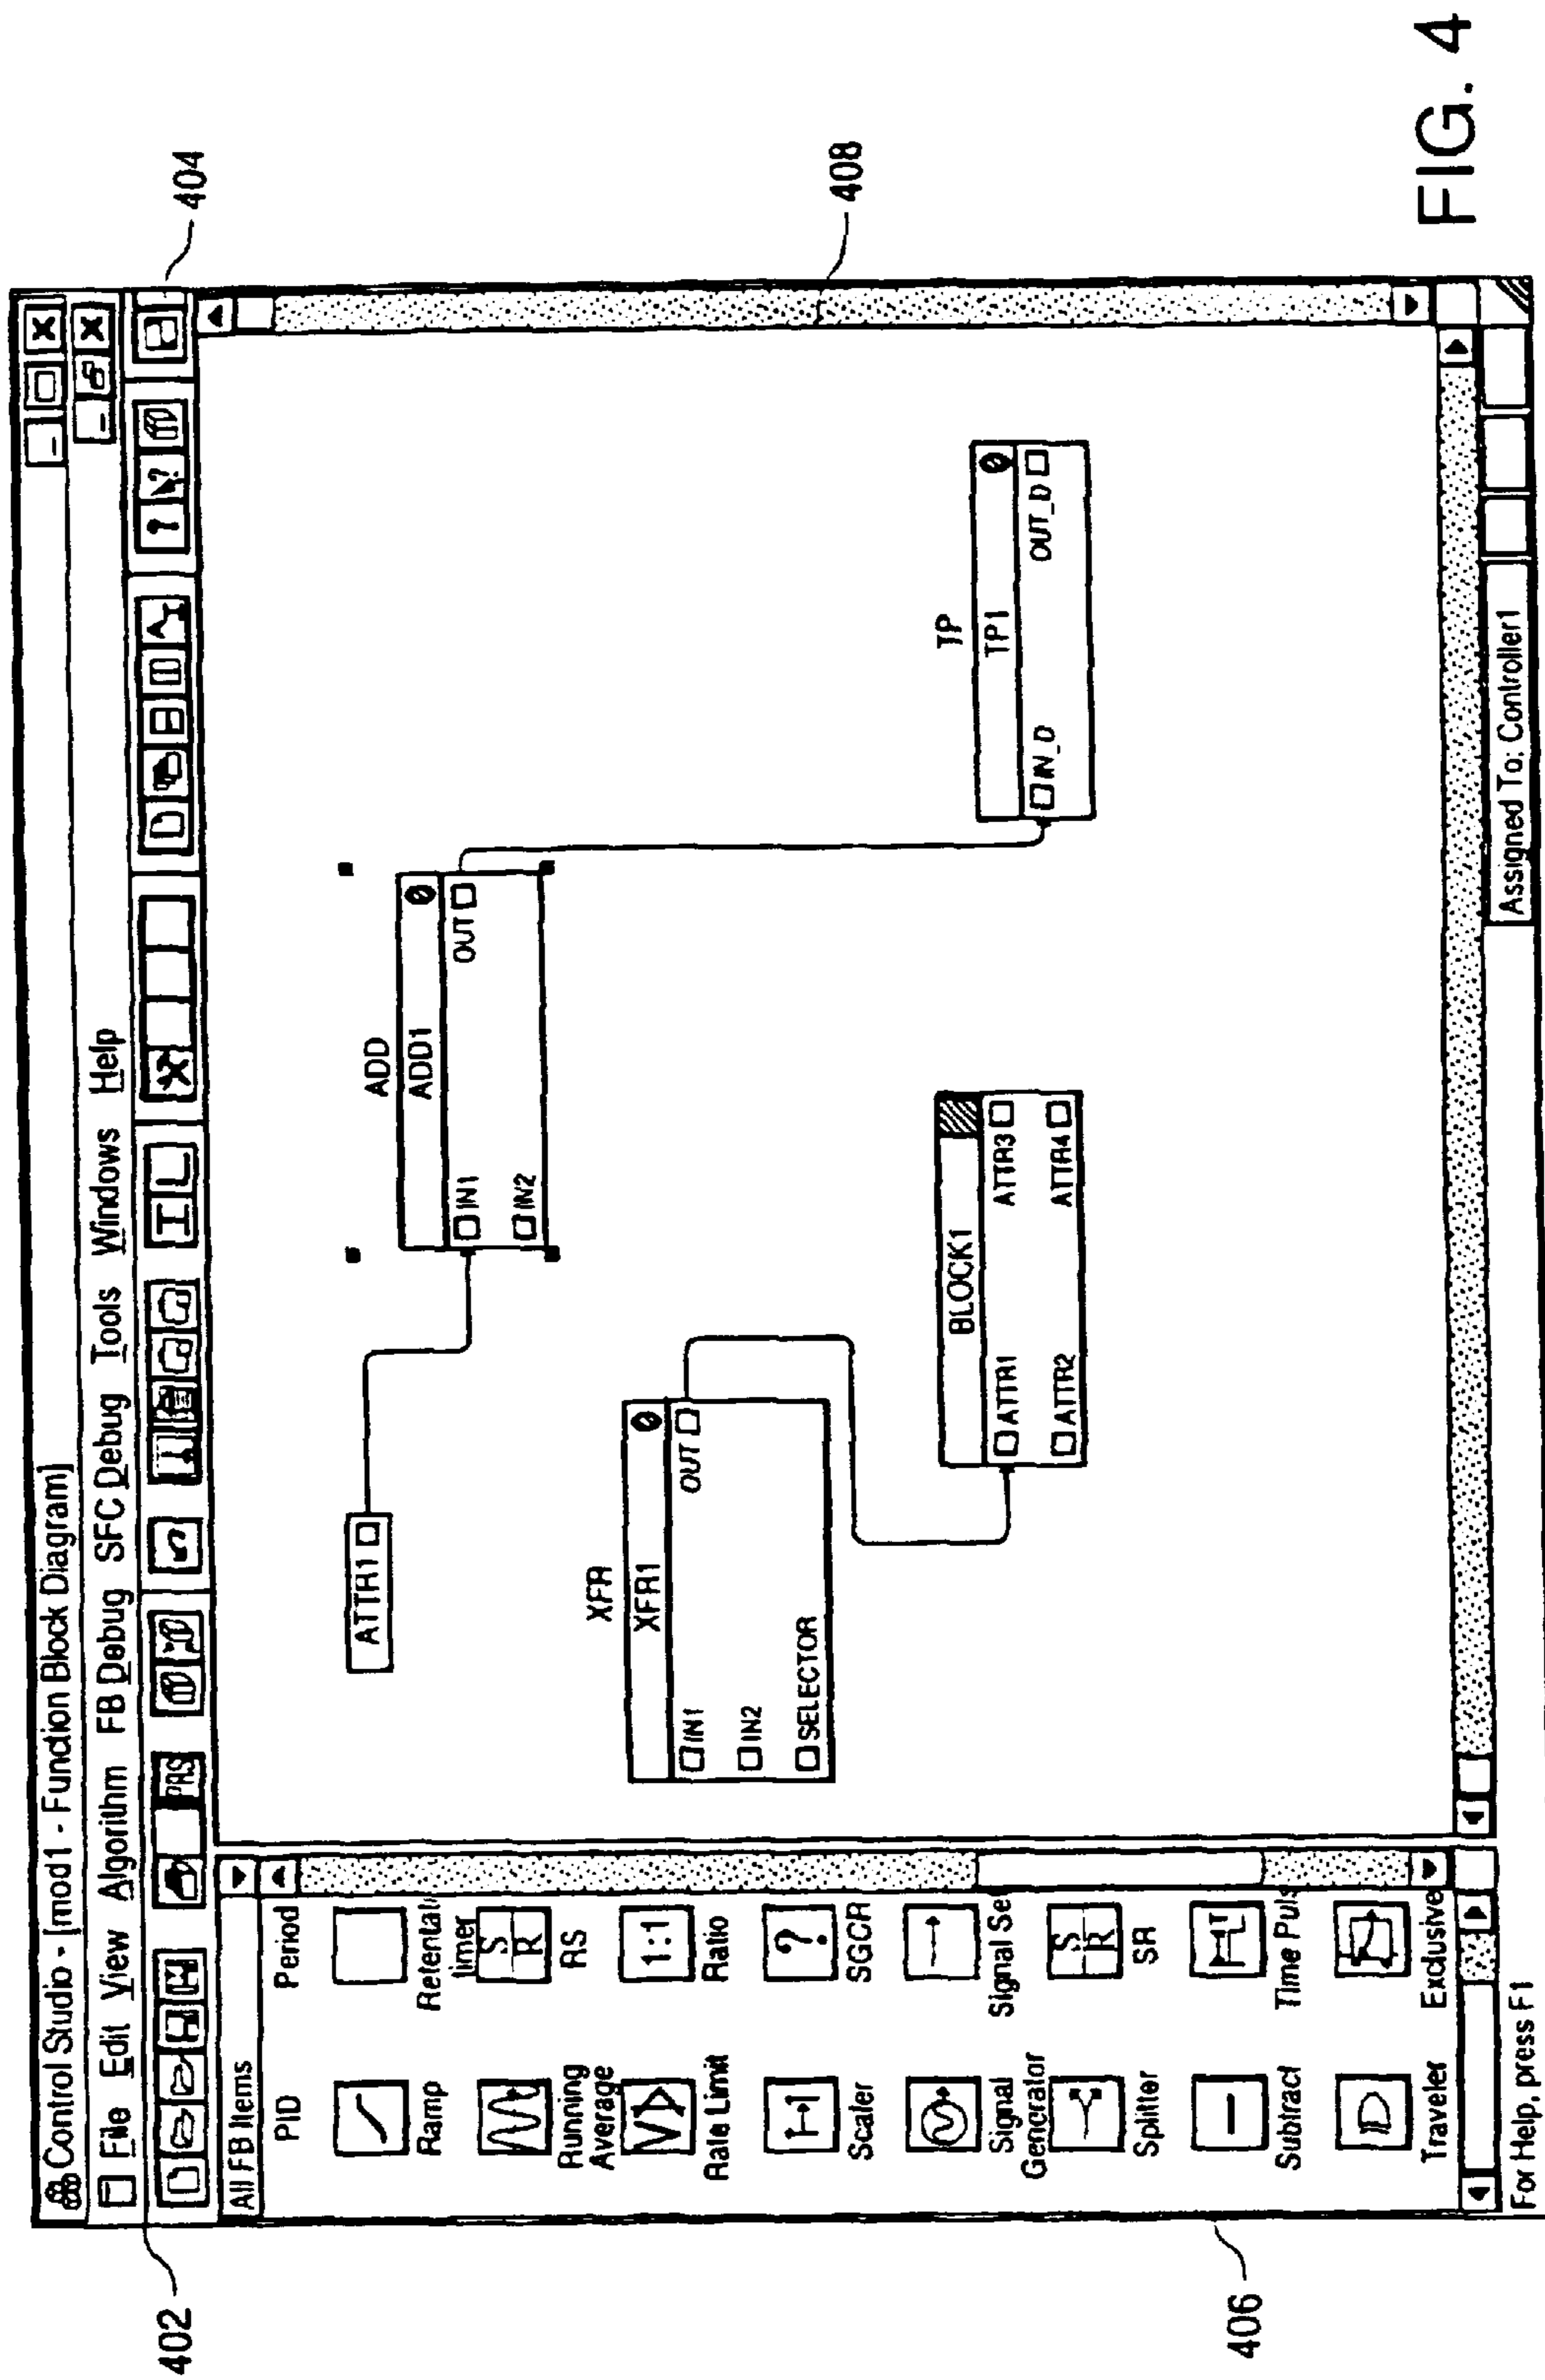 Control Studio - [mod1 - Function Block Diagram]
File Edit View Algorithm FB Debug SFC Debug Tools Windows Help
PRS
402
404
All FB Items
PID
Period
Ramp
Retentati
timer
Running
Average
RS
Rate Limit
1:1
Ratio
Scaler
?
SGCR
Signal
Generator
Signal Se
Splitter
S
R
SR
Subtract
Time Puls
Traveler
Exclusive
406
ATTR1
ADD
ADD1
IN1
OUT
IN2
XFR
XFR1
IN1
OUT
IN2
SELECTOR
BLOCK1
ATTR1
ATTR3
ATTR2
ATTR4
TP
TP1
IN_D
OUT_D
408
For Help, press F1
Assigned To: Controller1
FIG. 4